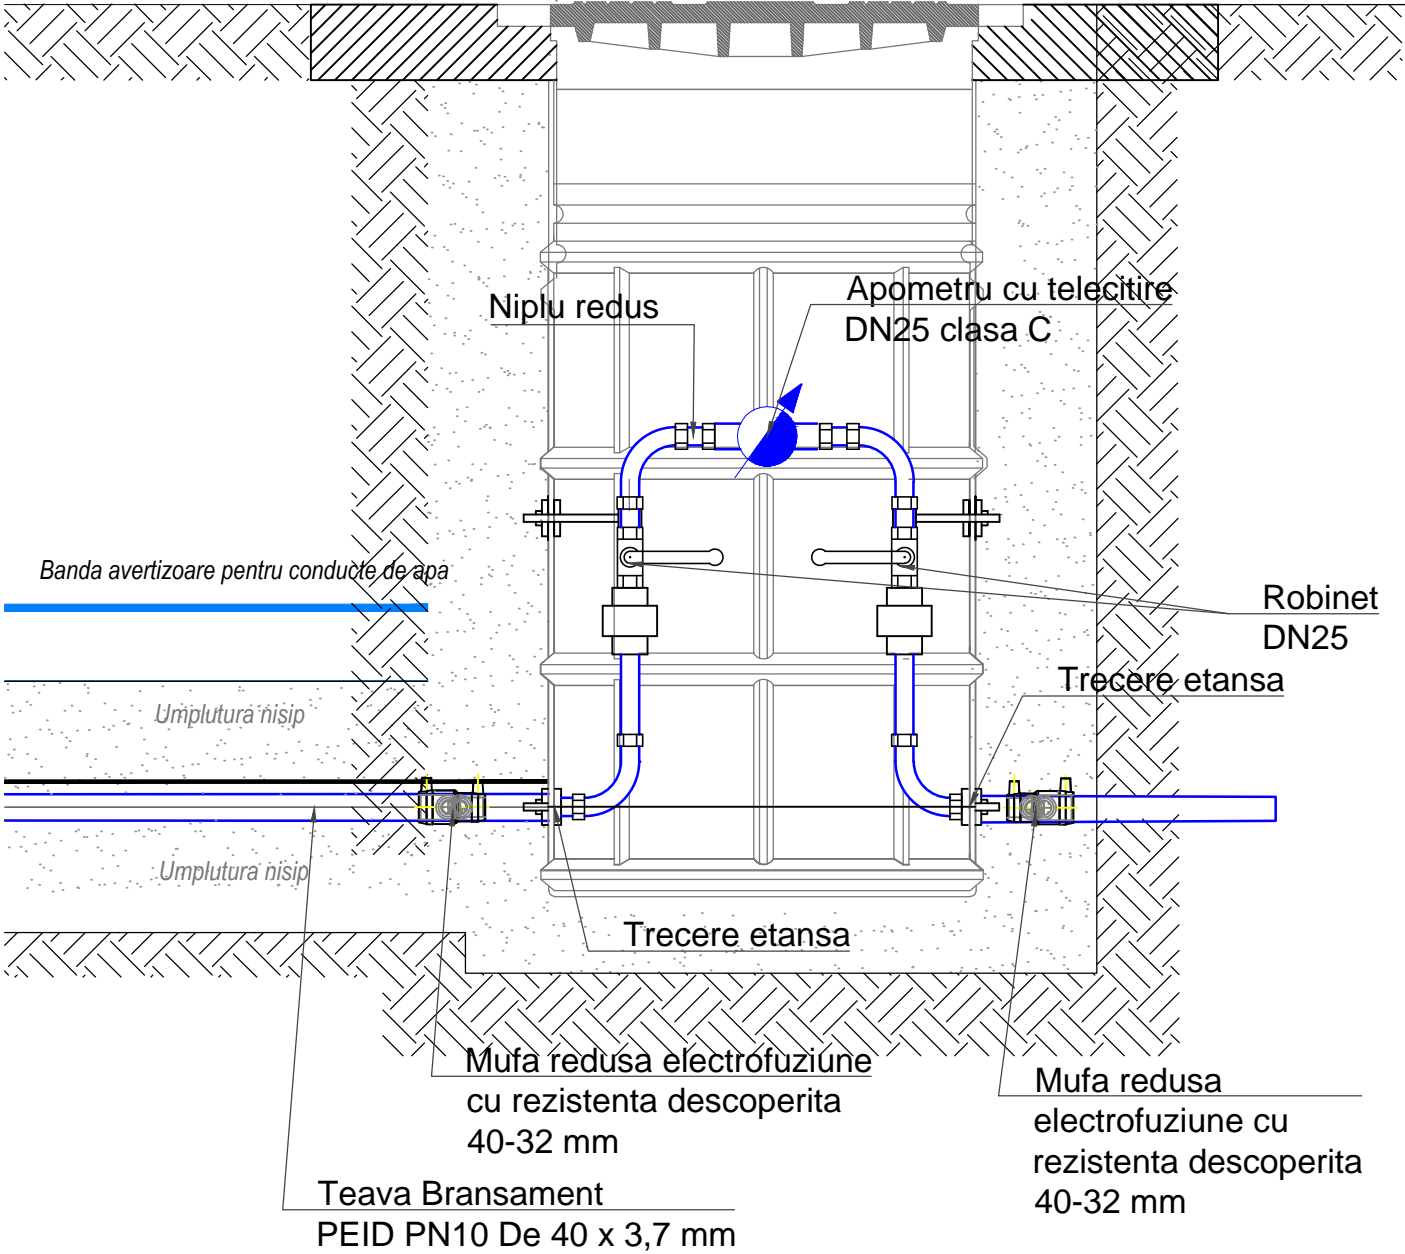 Niplu redus
Apometru cu telecitire
DN25 clasa C
Banda avertizoare pentru conducte de apa
Robinet
DN25
Trecere etansa
Umplutura nisip
Umplutura nisip
Trecere etansa
Mufa redusa electrofuziune
cu rezistenta descoperita
40-32 mm
Mufa redusa
electrofuziune cu
rezistenta descoperita
40-32 mm
Teava Bransament
PEID PN10 De 40 x 3,7 mm